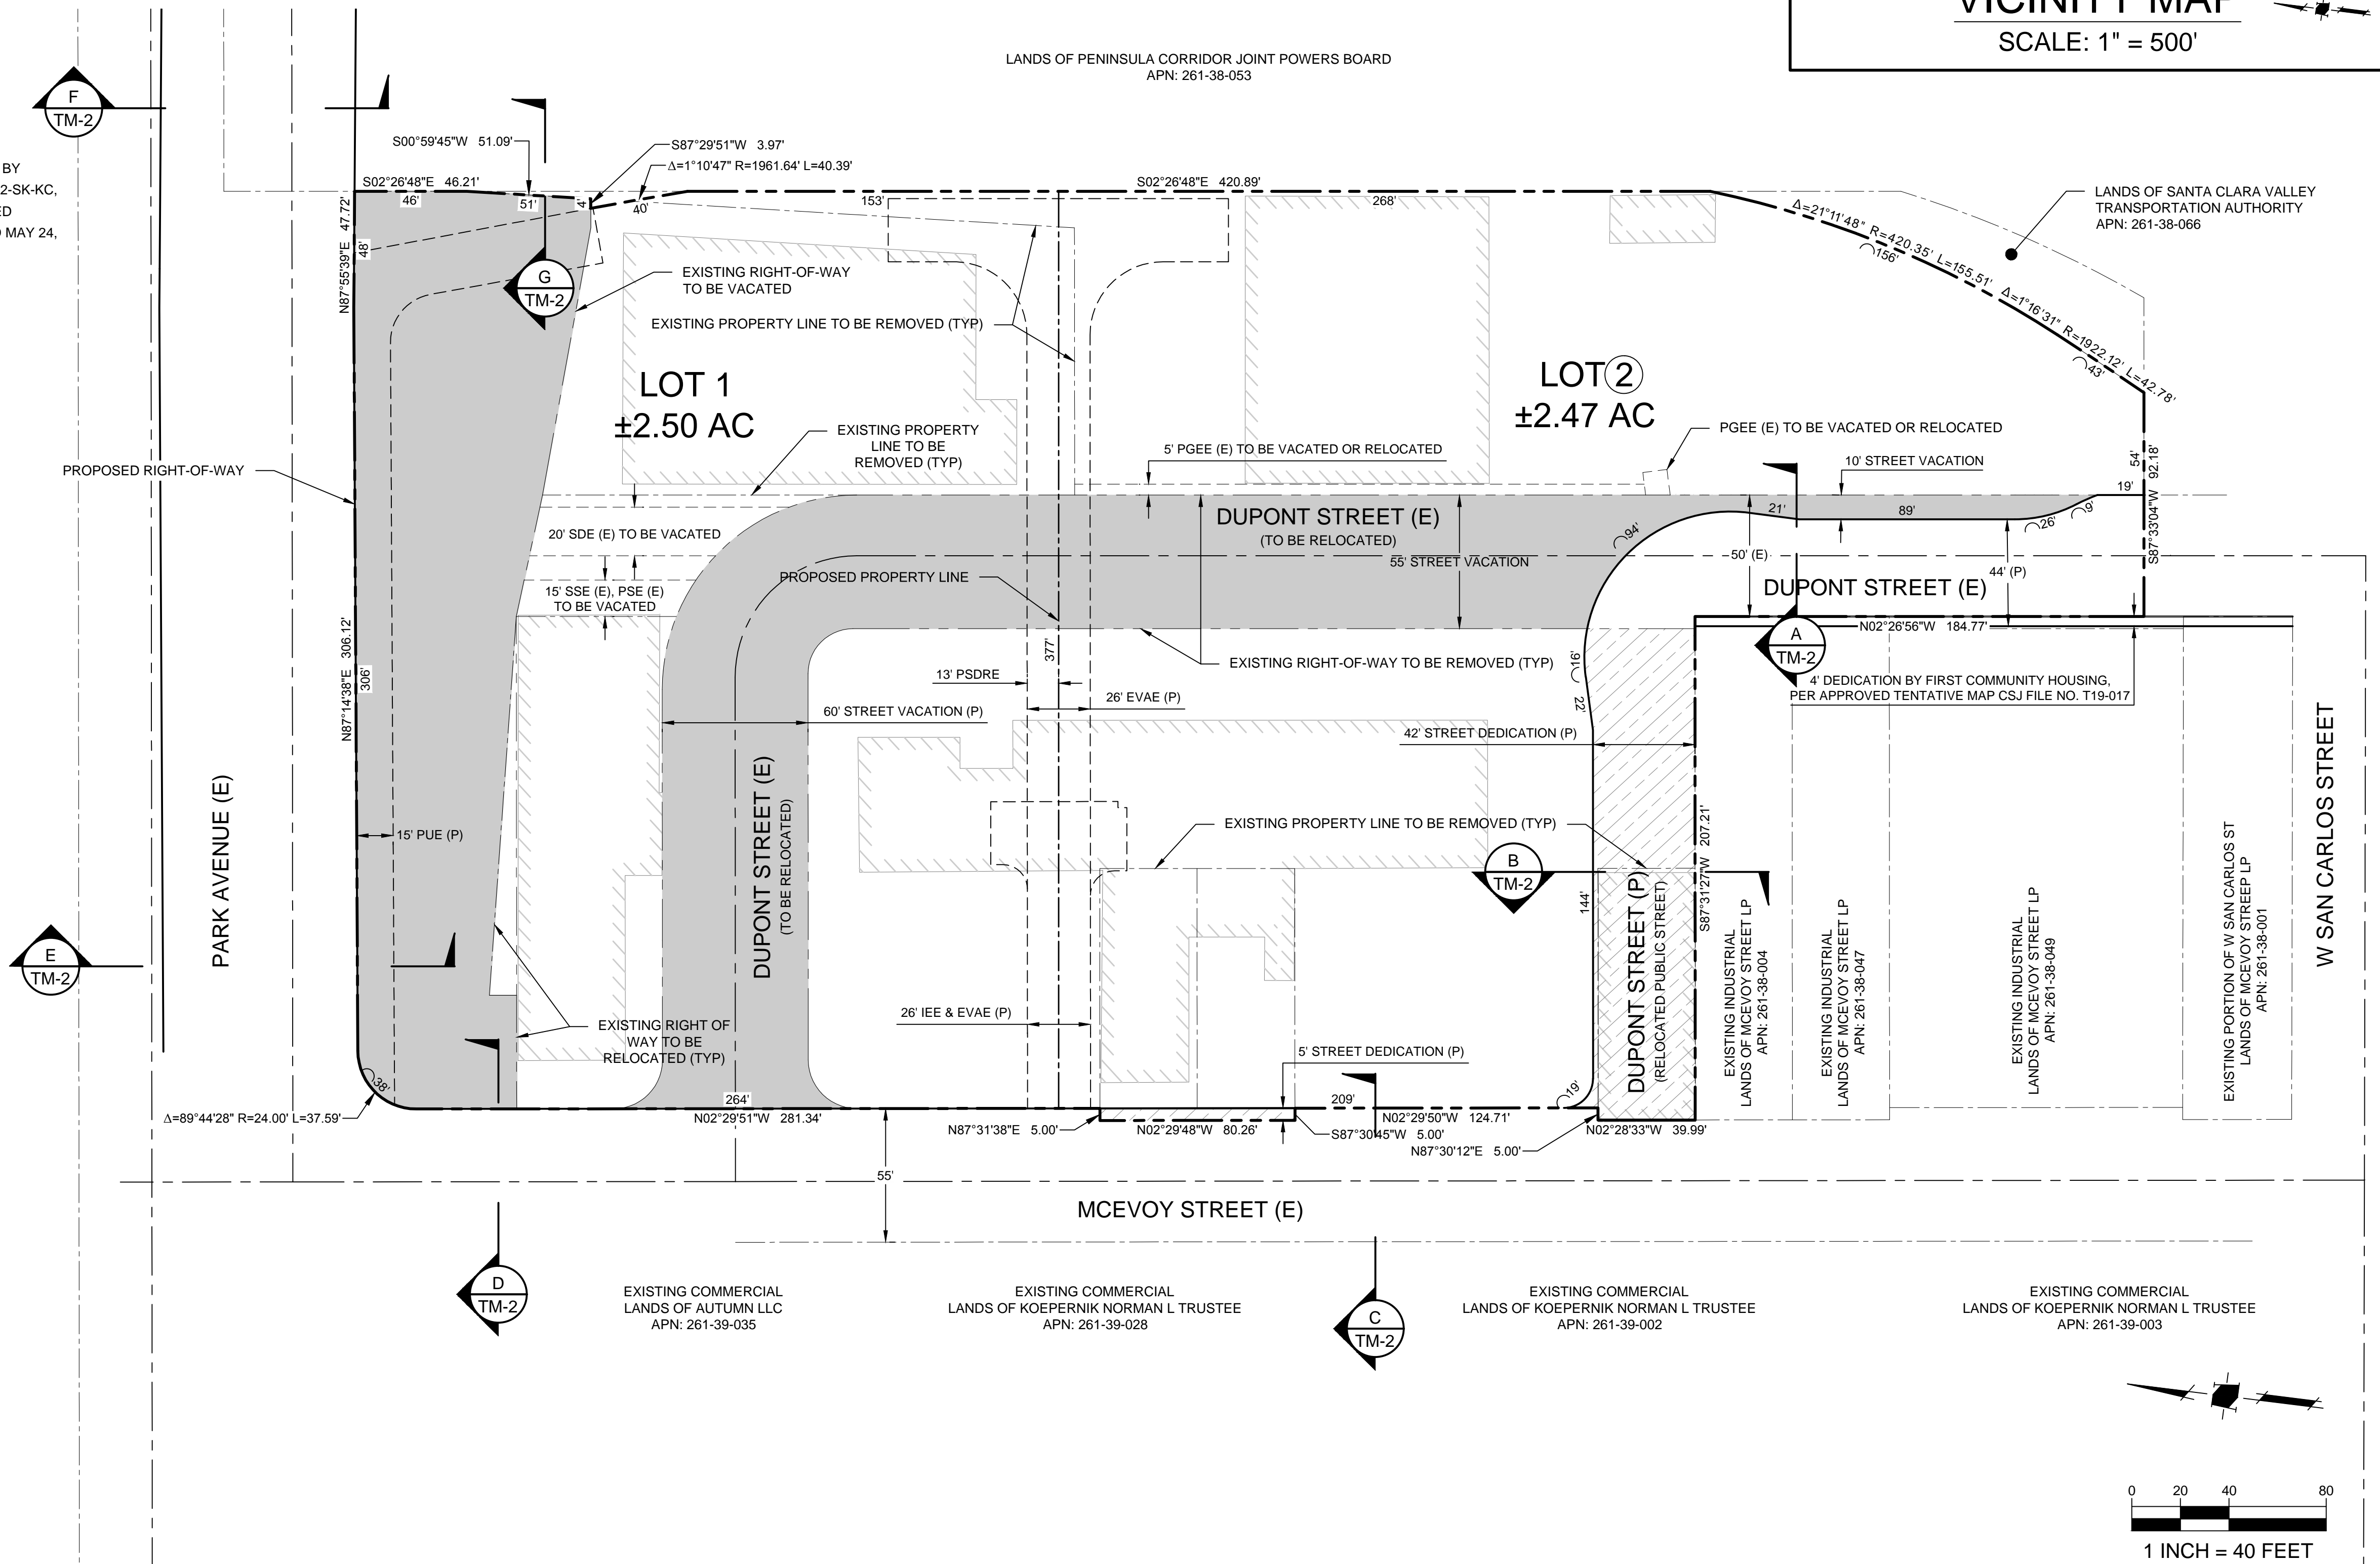 VICINITY MAP
SCALE: 1" = 500'
LANDS OF PENINSULA CORRIDOR JOINT POWERS BOARD
APN: 261-38-053
F
TM-2
BY
2-SK-KC,
ED
MAY 24,
S00°59'45"W 51.09'
S87°29'51"W 3.97'
Δ=1°10'47" R=1961.64' L=40.39'
S02°26'48"E 46.21'
46'
51'
4'
40'
153'
S02°26'48"E 420.89'
268'
Δ=21°11'48" R=420.35' L=155.51'
156'
Δ=1°16'31" R=1922.12' L=42.78'
43'
LANDS OF SANTA CLARA VALLEY
TRANSPORTATION AUTHORITY
APN: 261-38-066
N87°55'39"E 47.72'
48'
G
TM-2
EXISTING RIGHT-OF-WAY
TO BE VACATED
EXISTING PROPERTY LINE TO BE REMOVED (TYP)
LOT 1
±2.50 AC
LOT 2
±2.47 AC
EXISTING PROPERTY
LINE TO BE
REMOVED (TYP)
5' PGEE (E) TO BE VACATED OR RELOCATED
PGEE (E) TO BE VACATED OR RELOCATED
10' STREET VACATION
PROPOSED RIGHT-OF-WAY
54'
S87°33'04"W 92.18'
19'
9'
26'
89'
21'
94'
DUPONT STREET (E)
(TO BE RELOCATED)
20' SDE (E) TO BE VACATED
55' STREET VACATION
50' (E)
44' (P)
PROPOSED PROPERTY LINE
15' SSE (E), PSE (E)
TO BE VACATED
DUPONT STREET (E)
A
TM-2
N02°26'56"W 184.77'
N87°14'38"E 306.12'
306'
377'
13' PSDRE
EXISTING RIGHT-OF-WAY TO BE REMOVED (TYP)
16'
22'
4' DEDICATION BY FIRST COMMUNITY HOUSING,
PER APPROVED TENTATIVE MAP CSJ FILE NO. T19-017
60' STREET VACATION (P)
26' EVAE (P)
42' STREET DEDICATION (P)
W SAN CARLOS STREET
PARK AVENUE (E)
15' PUE (P)
DUPONT STREET (E)
(TO BE RELOCATED)
EXISTING PROPERTY LINE TO BE REMOVED (TYP)
B
TM-2
144'
S87°31'27"W 207.21'
DUPONT STREET (P)
(RELOCATED PUBLIC STREET)
EXISTING INDUSTRIAL
LANDS OF MCEVOY STREET LP
APN: 261-38-004
EXISTING INDUSTRIAL
LANDS OF MCEVOY STREET LP
APN: 261-38-047
EXISTING INDUSTRIAL
LANDS OF MCEVOY STREET LP
APN: 261-38-049
EXISTING PORTION OF W SAN CARLOS ST
LANDS OF MCEVOY STREEP LP
APN: 261-38-001
E
TM-2
26' IEE & EVAE (P)
EXISTING RIGHT OF
WAY TO BE
RELOCATED (TYP)
5' STREET DEDICATION (P)
38'
19'
Δ=89°44'28" R=24.00' L=37.59'
264'
N02°29'51"W 281.34'
N87°31'38"E 5.00'
N02°29'48"W 80.26'
209'
N02°29'50"W 124.71'
S87°30'45"W 5.00'
N87°30'12"E 5.00'
N02°28'33"W 39.99'
55'
MCEVOY STREET (E)
D
TM-2
C
TM-2
EXISTING COMMERCIAL
LANDS OF AUTUMN LLC
APN: 261-39-035
EXISTING COMMERCIAL
LANDS OF KOEPERNIK NORMAN L TRUSTEE
APN: 261-39-028
EXISTING COMMERCIAL
LANDS OF KOEPERNIK NORMAN L TRUSTEE
APN: 261-39-002
EXISTING COMMERCIAL
LANDS OF KOEPERNIK NORMAN L TRUSTEE
APN: 261-39-003
0 20 40 80
1 INCH = 40 FEET